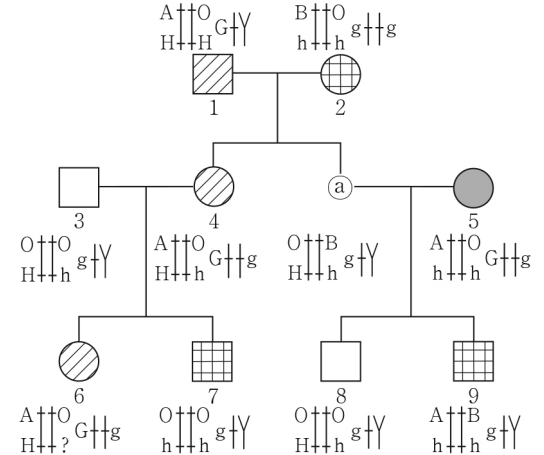 A O G Y B O g g
H H h h
1 2
3 4 ⓐ 5
O O g Y A O G g O B g Y A O G g
H h H h H h h h
6 7 8 9
A O G g O O g Y O O g Y A B g Y
H ? h h H h h h